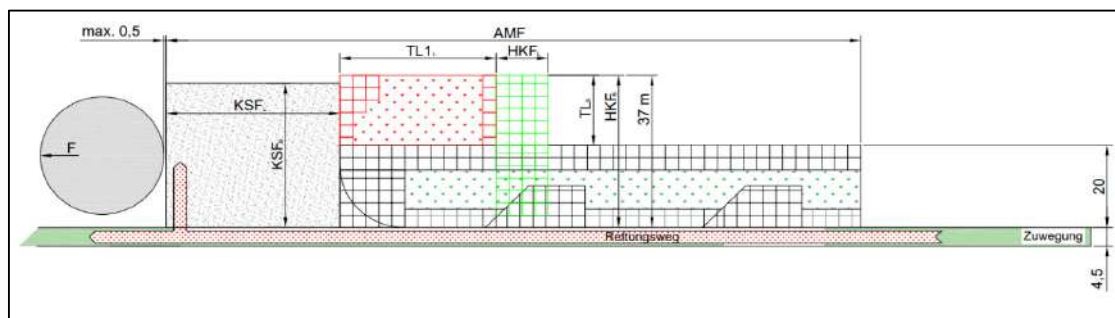 max. 0,5
AMF
TL1
HKF
KSF
F
KSF
TL
HKF
37 m
20
Rettungsweg
Zuwegung
4,5